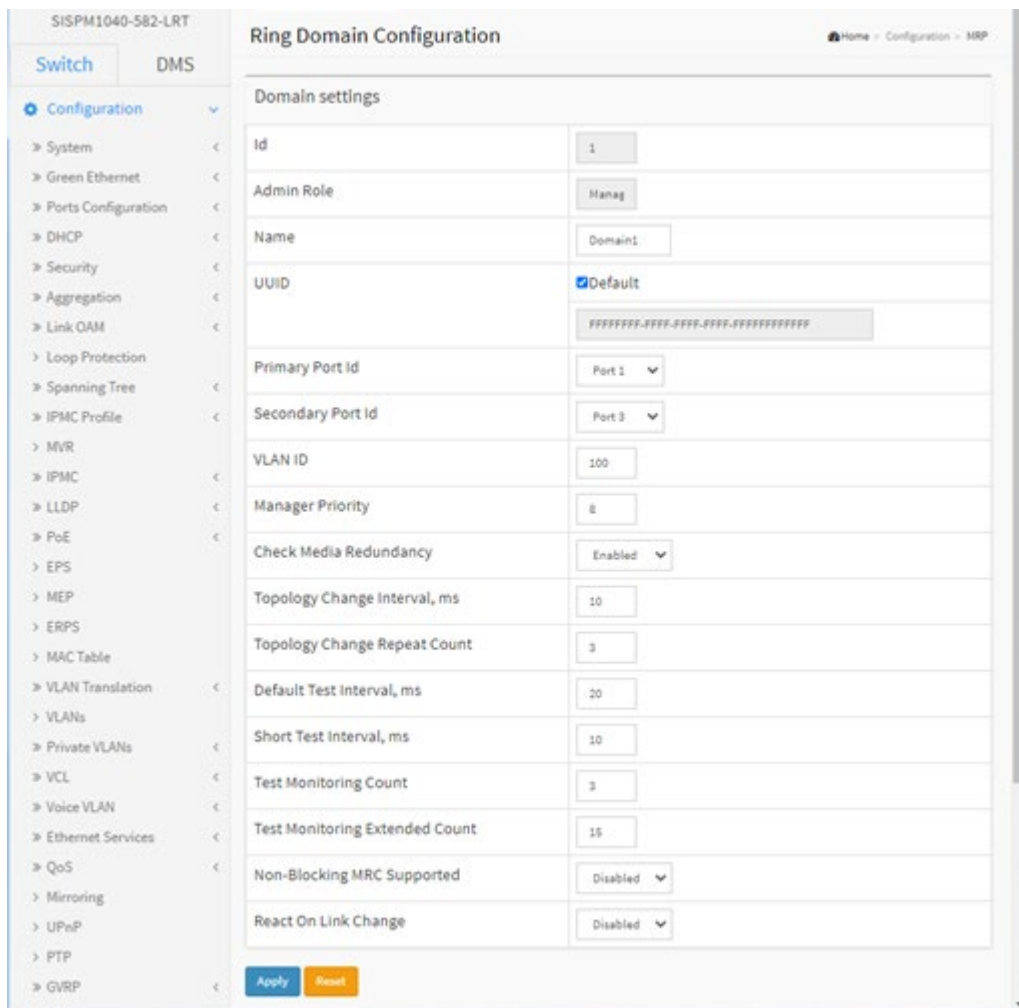 SISPM1040-582-LRT
Switch DMS
Configuration
System
Green Ethernet
Ports Configuration
DHCP
Security
Aggregation
Link OAM
Loop Protection
Spanning Tree
IPMC Profile
MVR
IPMC
LLDP
PoE
EPS
MEP
ERPS
MAC Table
VLAN Translation
VLANs
Private VLANs
VCL
Voice VLAN
Ethernet Services
QoS
Mirroring
UPnP
PTP
GVRP
Ring Domain Configuration
Home > Configuration > MRP
Domain settings
Id 1
Admin Role Manag
Name Domain1
UUID Default
FFFFFFFF-FFFF-FFFF-FFFF-FFFFFFFFFFFF
Primary Port Id Port 1
Secondary Port Id Port 3
VLAN ID 100
Manager Priority 8
Check Media Redundancy Enabled
Topology Change Interval, ms 10
Topology Change Repeat Count 3
Default Test Interval, ms 20
Short Test Interval, ms 10
Test Monitoring Count 3
Test Monitoring Extended Count 15
Non-Blocking MRC Supported Disabled
React On Link Change Disabled
Apply Reset